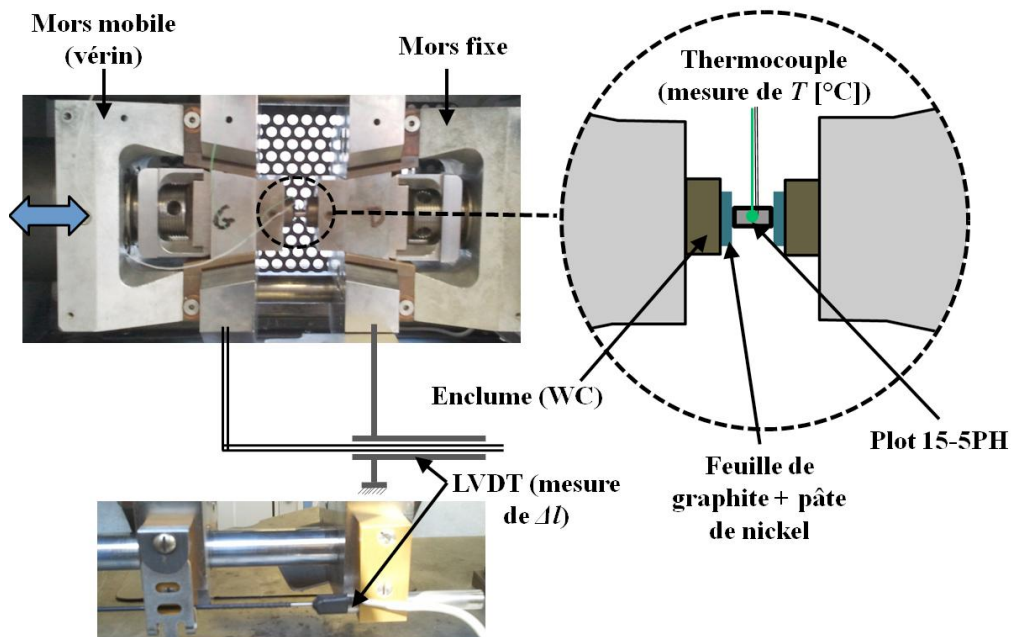 Mors mobile
(vérin)
Mors fixe
Thermocouple
(mesure de T [°C])
G
D
Enclume (WC)
Plot 15-5PH
Feuille de
graphite + pâte
de nickel
LVDT (mesure
de Δl)